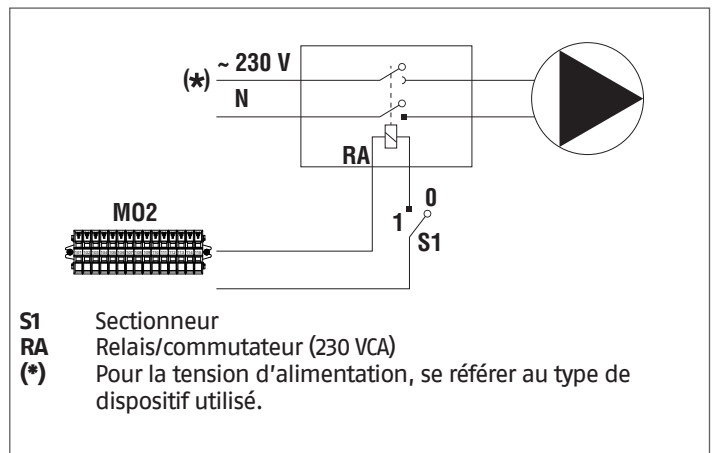 ~ 230 V
(*)
N
RA
MO2
0
1
S1
S1 Sectionneur
RA Relais/commutateur (230 VCA)
(*) Pour la tension d’alimentation, se référer au type de
dispositif utilisé.